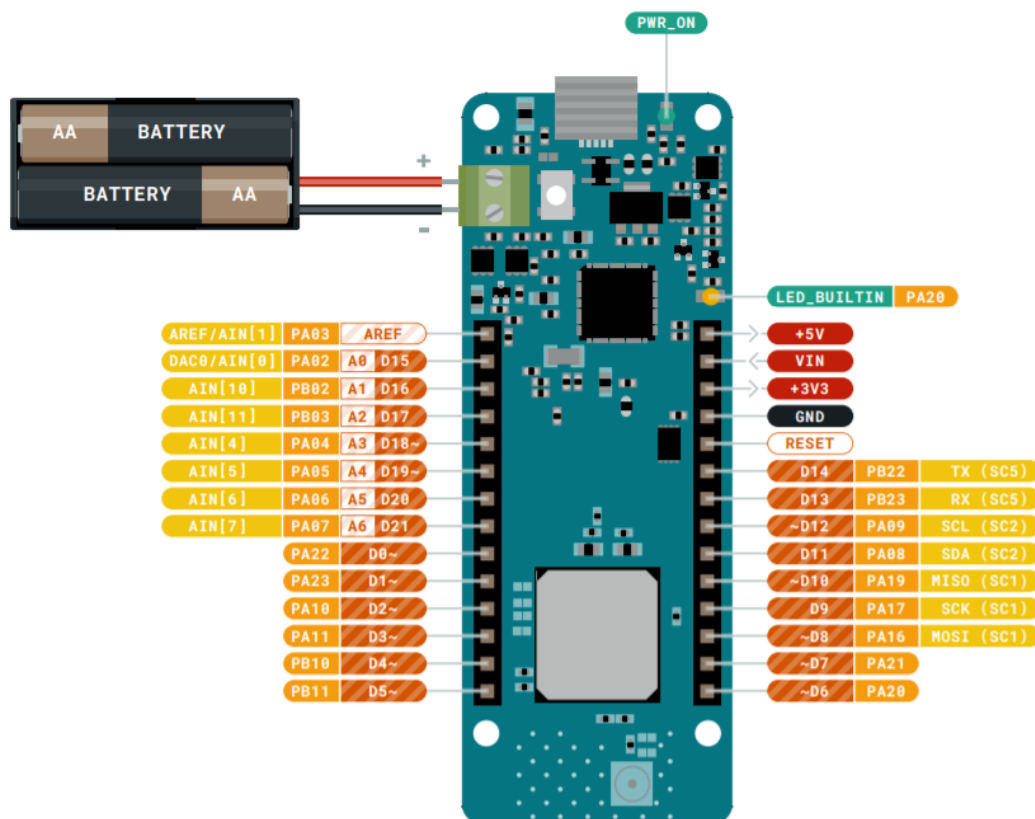 PWR_ON
AA BATTERY
BATTERY AA
+
-
LED_BUILTIN PA20
AREF/AIN[1] PA03 AREF
DAC0/AIN[0] PA02 A0 D15
AIN[10] PB02 A1 D16
AIN[11] PB03 A2 D17
AIN[4] PA04 A3 D18~
AIN[5] PA05 A4 D19~
AIN[6] PA06 A5 D20
AIN[7] PA07 A6 D21
PA22 D0~
PA23 D1~
PA10 D2~
PA11 D3~
PB10 D4~
PB11 D5~
+5V
VIN
+3V3
GND
RESET
D14 PB22 TX (SC5)
D13 PB23 RX (SC5)
~D12 PA09 SCL (SC2)
D11 PA08 SDA (SC2)
~D10 PA19 MISO (SC1)
D9 PA17 SCK (SC1)
~D8 PA16 MOSI (SC1)
~D7 PA21
~D6 PA20